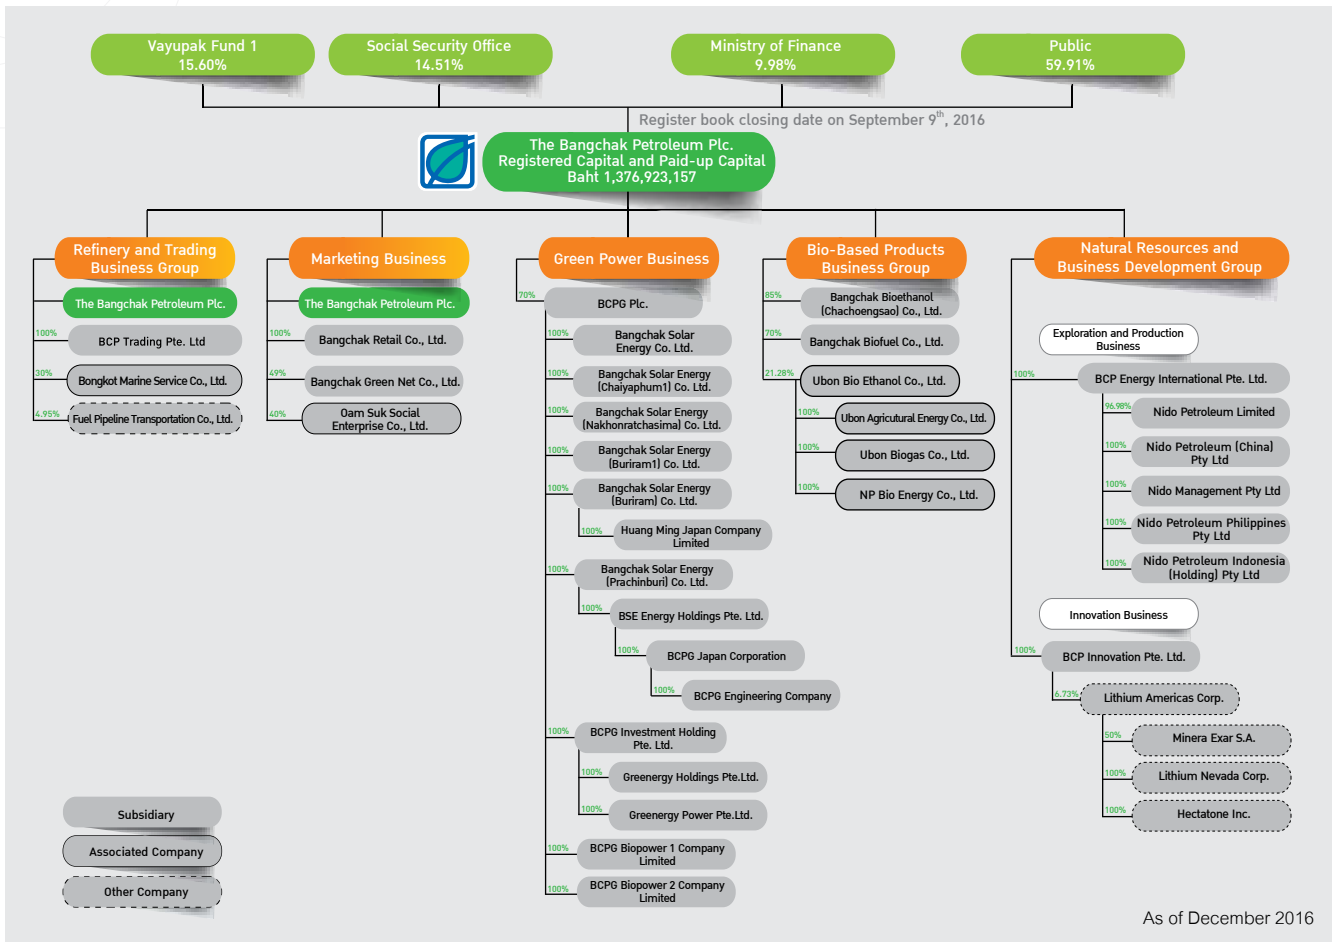 Vayupak Fund 1
15.60%
Social Security Office
14.51%
Ministry of Finance
9.98%
Public
59.91%
Register book closing date on September 9th, 2016
The Bangchak Petroleum Plc.
Registered Capital and Paid-up Capital
Baht 1,376,923,157
Refinery and Trading
Business Group
The Bangchak Petroleum Plc.
100%
BCP Trading Pte. Ltd
30%
Bongkot Marine Service Co., Ltd.
4.95%
Fuel Pipeline Transportation Co., Ltd.
Marketing Business
The Bangchak Petroleum Plc.
100%
Bangchak Retail Co., Ltd.
49%
Bangchak Green Net Co., Ltd.
40%
Oam Suk Social
Enterprise Co., Ltd.
Green Power Business
70%
BCPG Plc.
100%
Bangchak Solar
Energy Co. Ltd.
100%
Bangchak Solar Energy
(Chaiyaphum1) Co. Ltd.
100%
Bangchak Solar Energy
(Nakhonratchasima) Co. Ltd.
100%
Bangchak Solar Energy
(Buriram1) Co. Ltd.
100%
Bangchak Solar Energy
(Buriram) Co. Ltd.
100%
Huang Ming Japan Company
Limited
100%
Bangchak Solar Energy
(Prachinburi) Co. Ltd.
100%
BSE Energy Holdings Pte. Ltd.
100%
BCPG Japan Corporation
100%
BCPG Engineering Company
100%
BCPG Investment Holding
Pte. Ltd.
100%
Greenergy Holdings Pte.Ltd.
100%
Greenergy Power Pte.Ltd.
100%
BCPG Biopower 1 Company
Limited
100%
BCPG Biopower 2 Company
Limited
Bio-Based Products
Business Group
85%
Bangchak Bioethanol
(Chachoengsao) Co., Ltd.
70%
Bangchak Biofuel Co., Ltd.
21.28%
Ubon Bio Ethanol Co., Ltd.
100%
Ubon Agricutural Energy Co., Ltd.
100%
Ubon Biogas Co., Ltd.
100%
NP Bio Energy Co., Ltd.
Natural Resources and
Business Development Group
Exploration and Production
Business
100%
BCP Energy International Pte. Ltd.
96.98%
Nido Petroleum Limited
100%
Nido Petroleum (China)
Pty Ltd
100%
Nido Management Pty Ltd
100%
Nido Petroleum Philippines
Pty Ltd
100%
Nido Petroleum Indonesia
(Holding) Pty Ltd
Innovation Business
100%
BCP Innovation Pte. Ltd.
6.73%
Lithium Americas Corp.
50%
Minera Exar S.A.
100%
Lithium Nevada Corp.
100%
Hectatone Inc.
Subsidiary
Associated Company
Other Company
As of December 2016